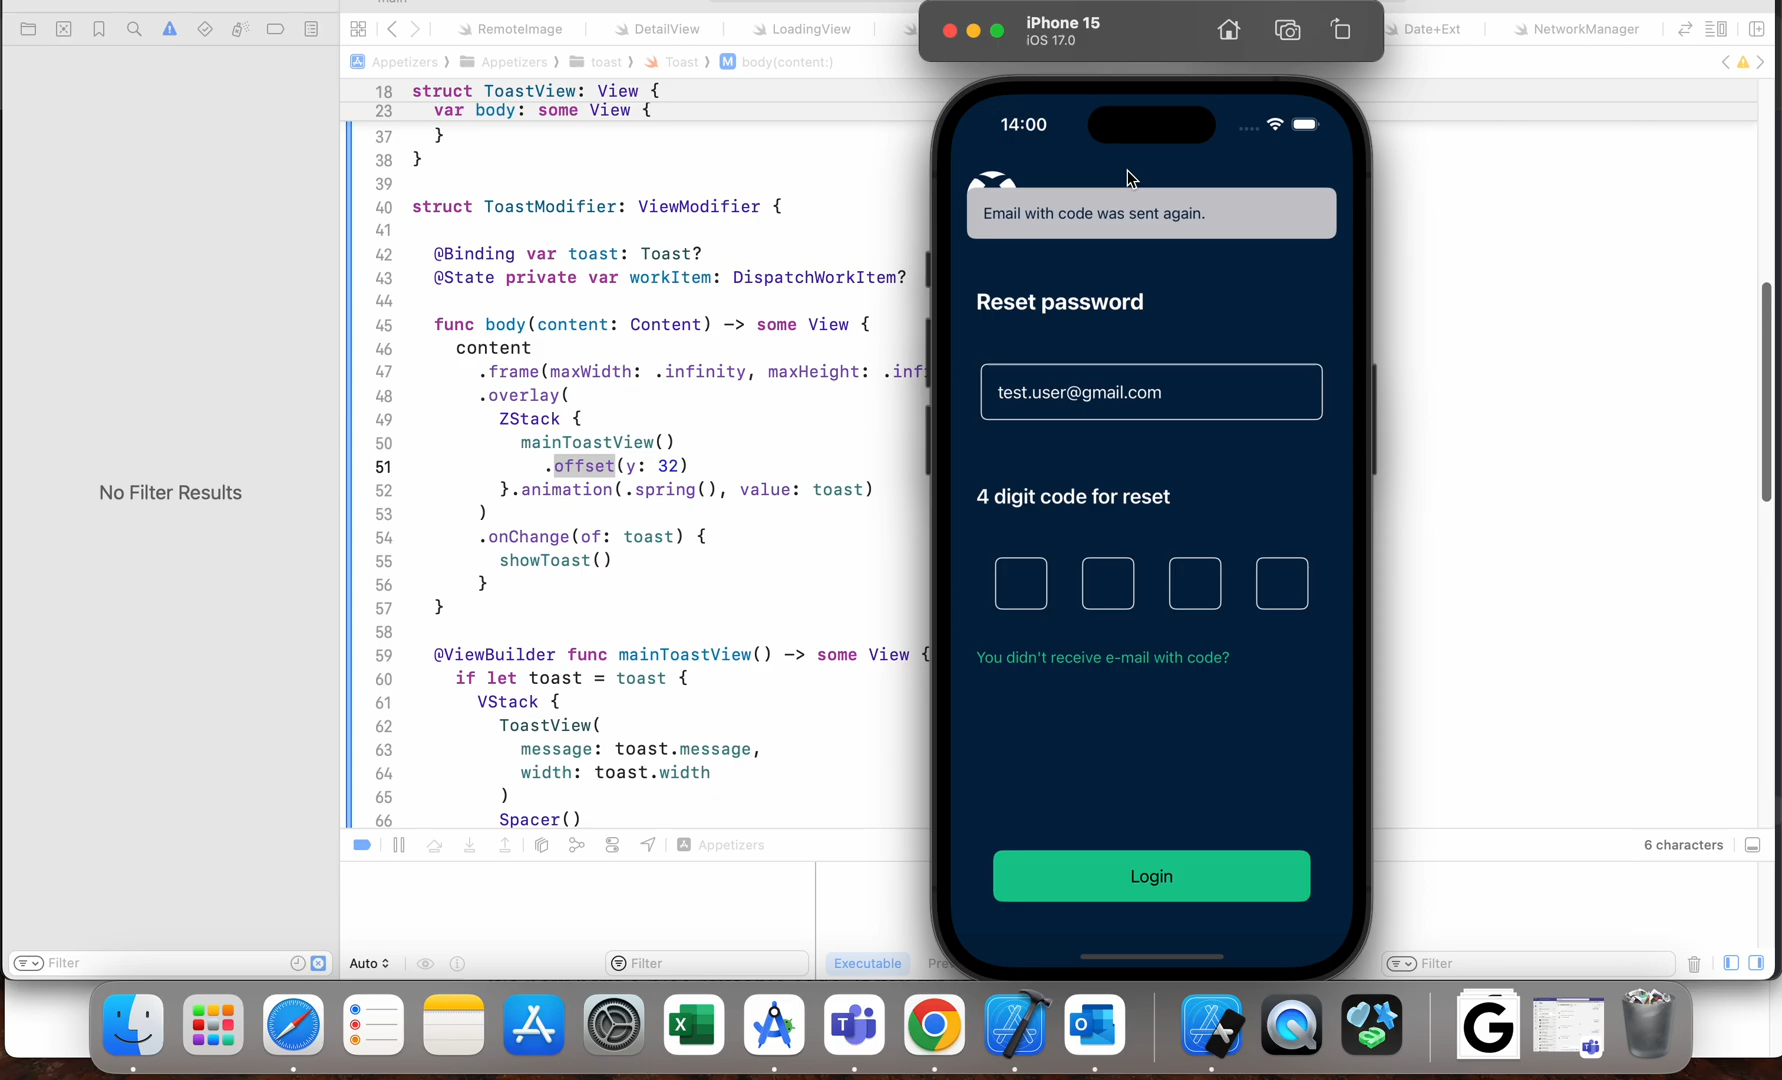 main
RemoteImage
DetailView
LoadingView
Date+Ext
NetworkManager
Appetizers
Appetizers
toast
Toast
M body(content:)
18 struct ToastView: View {
23 var body: some View {
37 }
38 }
39
40 struct ToastModifier: ViewModifier {
41
42 @Binding var toast: Toast?
43 @State private var workItem: DispatchWorkItem?
44
45 func body(content: Content) -> some View {
46 content
47 .frame(maxWidth: .infinity, maxHeight: .inf
48 .overlay(
49 ZStack {
50 mainToastView()
51 .offset(y: 32)
52 }.animation(.spring(), value: toast)
53 )
54 .onChange(of: toast) {
55 showToast()
56 }
57 }
58
59 @ViewBuilder func mainToastView() -> some View {
60 if let toast = toast {
61 VStack {
62 ToastView(
63 message: toast.message,
64 width: toast.width
65 )
66 Spacer()
No Filter Results
Appetizers
6 characters
Filter
Auto
Filter
Executable
Pre
Filter
iPhone 15
iOS 17.0
14:00
Email with code was sent again.
Reset password
test.user@gmail.com
4 digit code for reset
You didn't receive e-mail with code?
Login